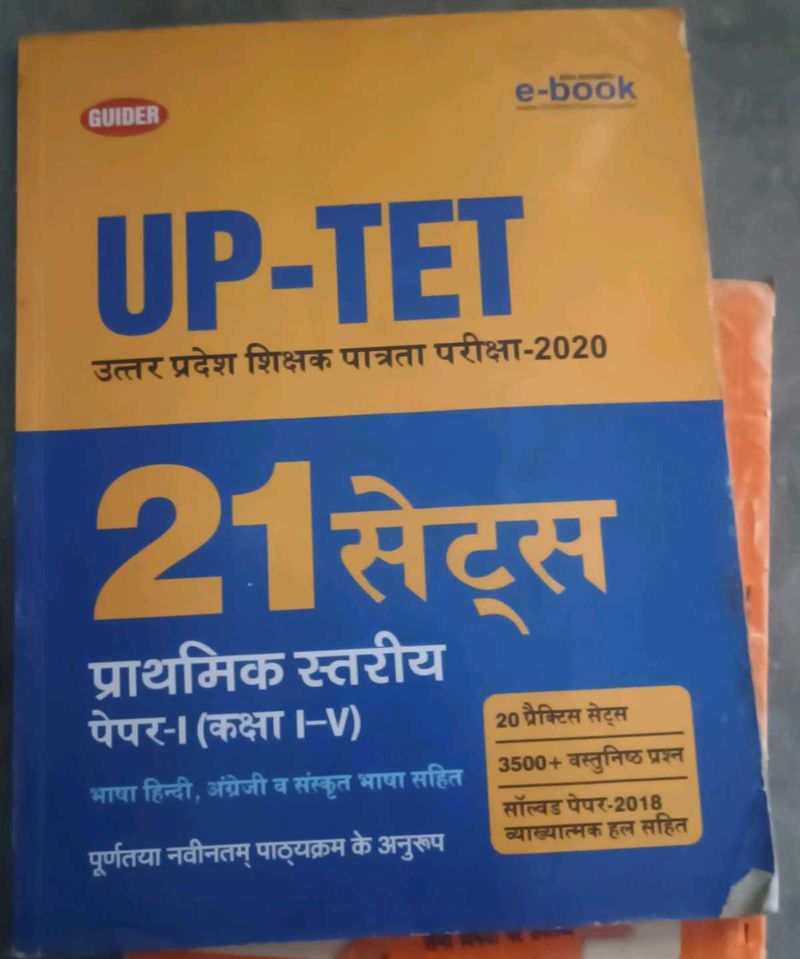 GUIDER
e-book
UP-TET
उत्तर प्रदेश शिक्षक पात्रता परीक्षा-2020
21 सेट्स
प्राथमिक स्तरीय
पेपर-I (कक्षा I–V)
भाषा हिन्दी, अंग्रेजी व संस्कृत भाषा सहित
पूर्णतया नवीनतम् पाठ्यक्रम के अनुरूप
20 प्रैक्टिस सेट्स
3500+ वस्तुनिष्ठ प्रश्न
सॉल्वड पेपर-2018
व्याख्यात्मक हल सहित